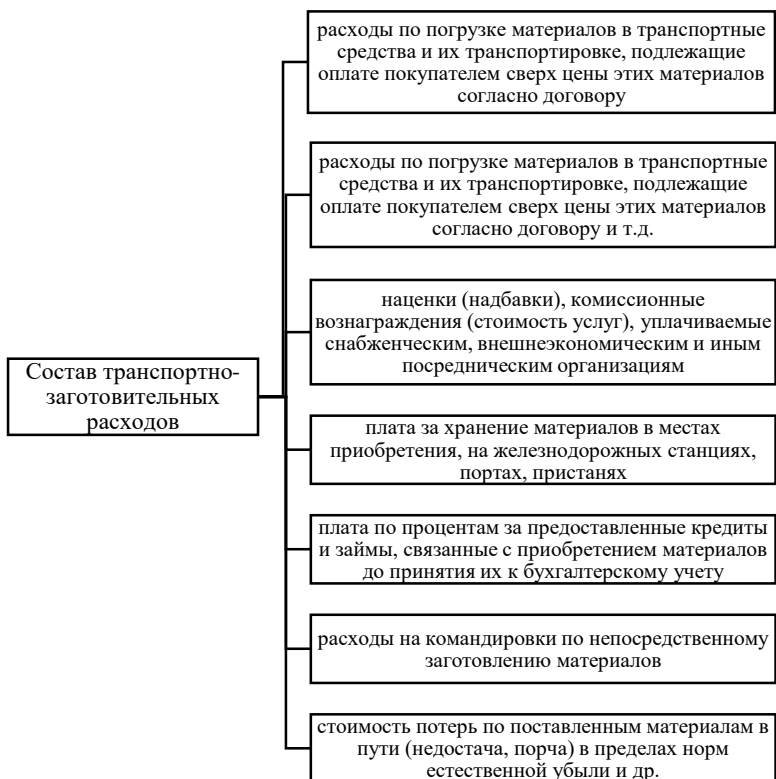 расходы по погрузке материалов в транспортные
средства и их транспортировке, подлежащие
оплате покупателем сверх цены этих материалов
согласно договору
расходы по погрузке материалов в транспортные
средства и их транспортировке, подлежащие
оплате покупателем сверх цены этих материалов
согласно договору и т.д.
наценки (надбавки), комиссионные
вознаграждения (стоимость услуг), уплачиваемые
снабженческим, внешнеэкономическим и иным
посредническим организациям
Состав транспортно-
заготовительных
расходов
плата за хранение материалов в местах
приобретения, на железнодорожных станциях,
портах, пристанях
плата по процентам за предоставленные кредиты
и займы, связанные с приобретением материалов
до принятия их к бухгалтерскому учету
расходы на командировки по непосредственному
заготовлению материалов
стоимость потерь по поставленным материалам в
пути (недостача, порча) в пределах норм
естественной убыли и др.